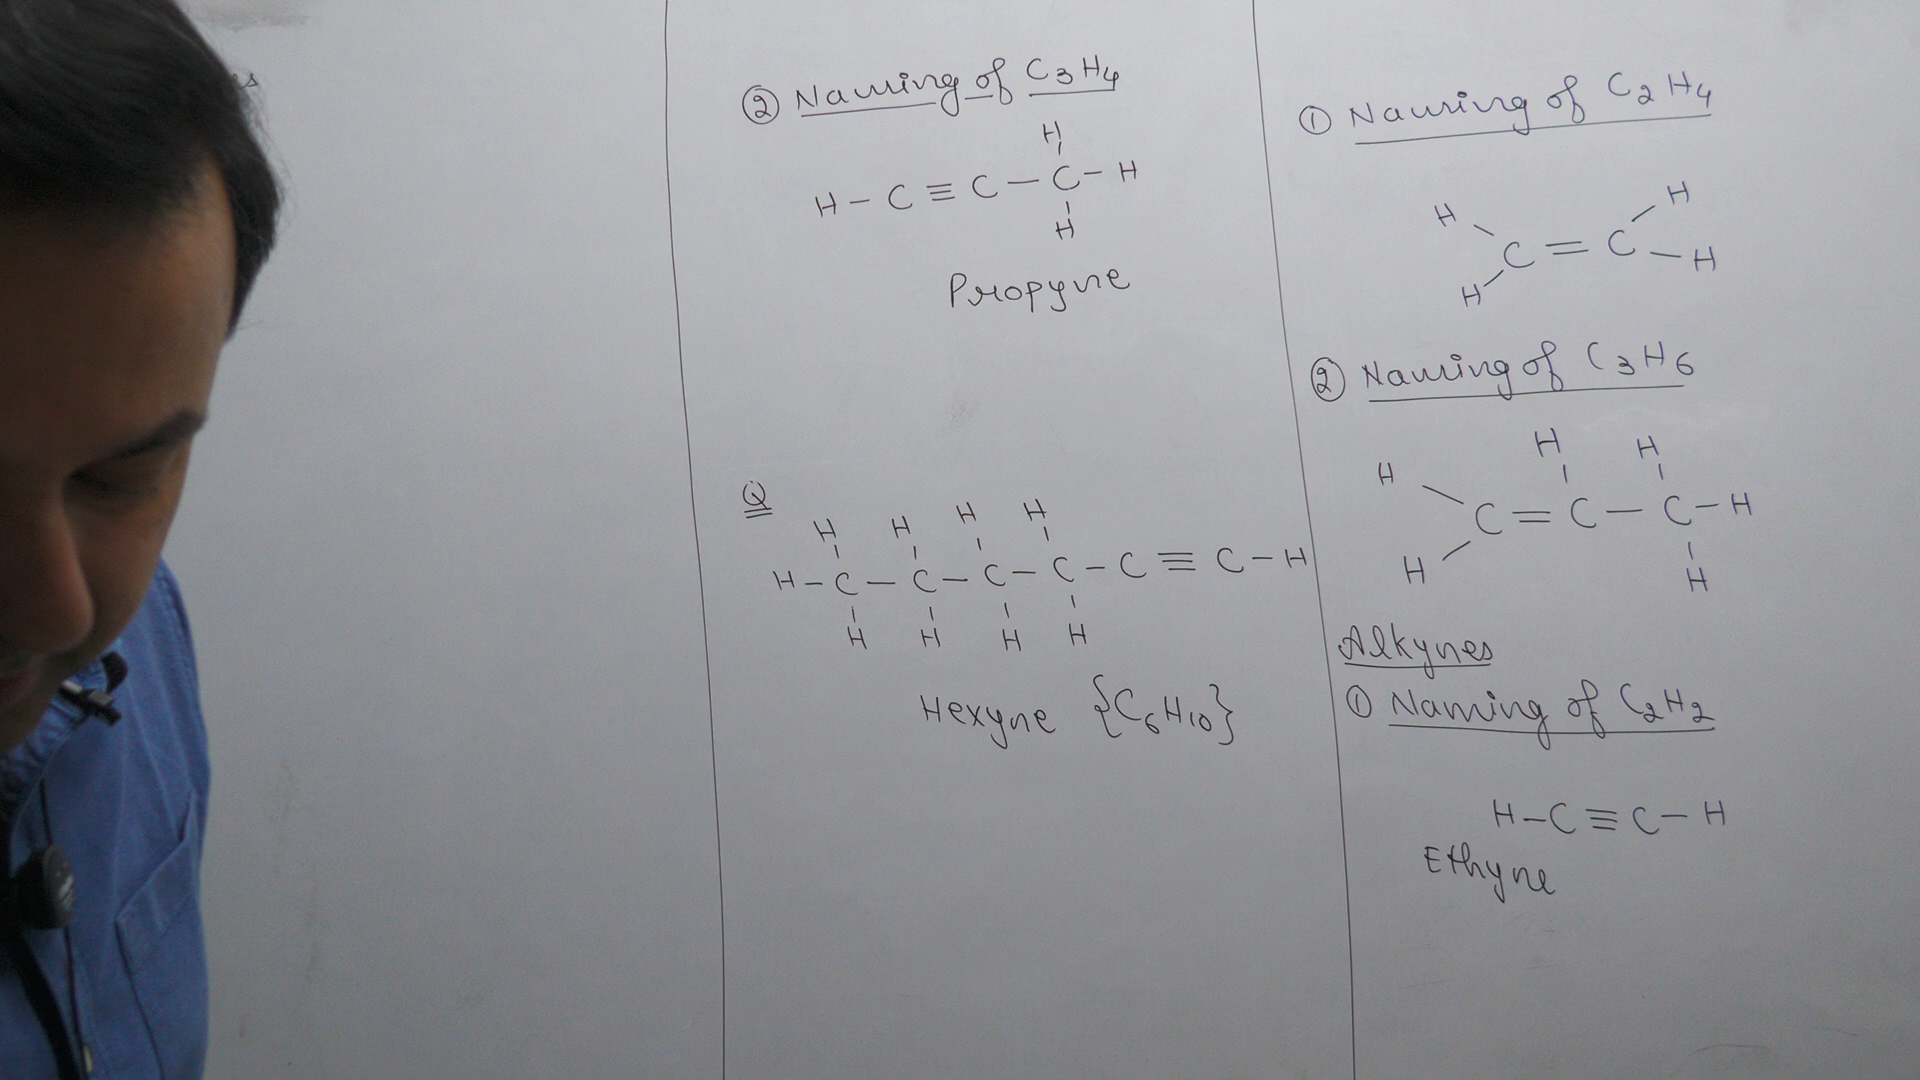 ② Naming of C3H4
H
H - C ≡ C - C - H
H
Propyne
Q
H H H H
H - C - C - C - C - C ≡ C - H
H H H H
Hexyne {C6H10}
① Naming of C2H4
H H
C = C
H H
② Naming of C3H6
H H H
C = C - C - H
H H
Alkynes
① Naming of C2H2
H - C ≡ C - H
Ethyne